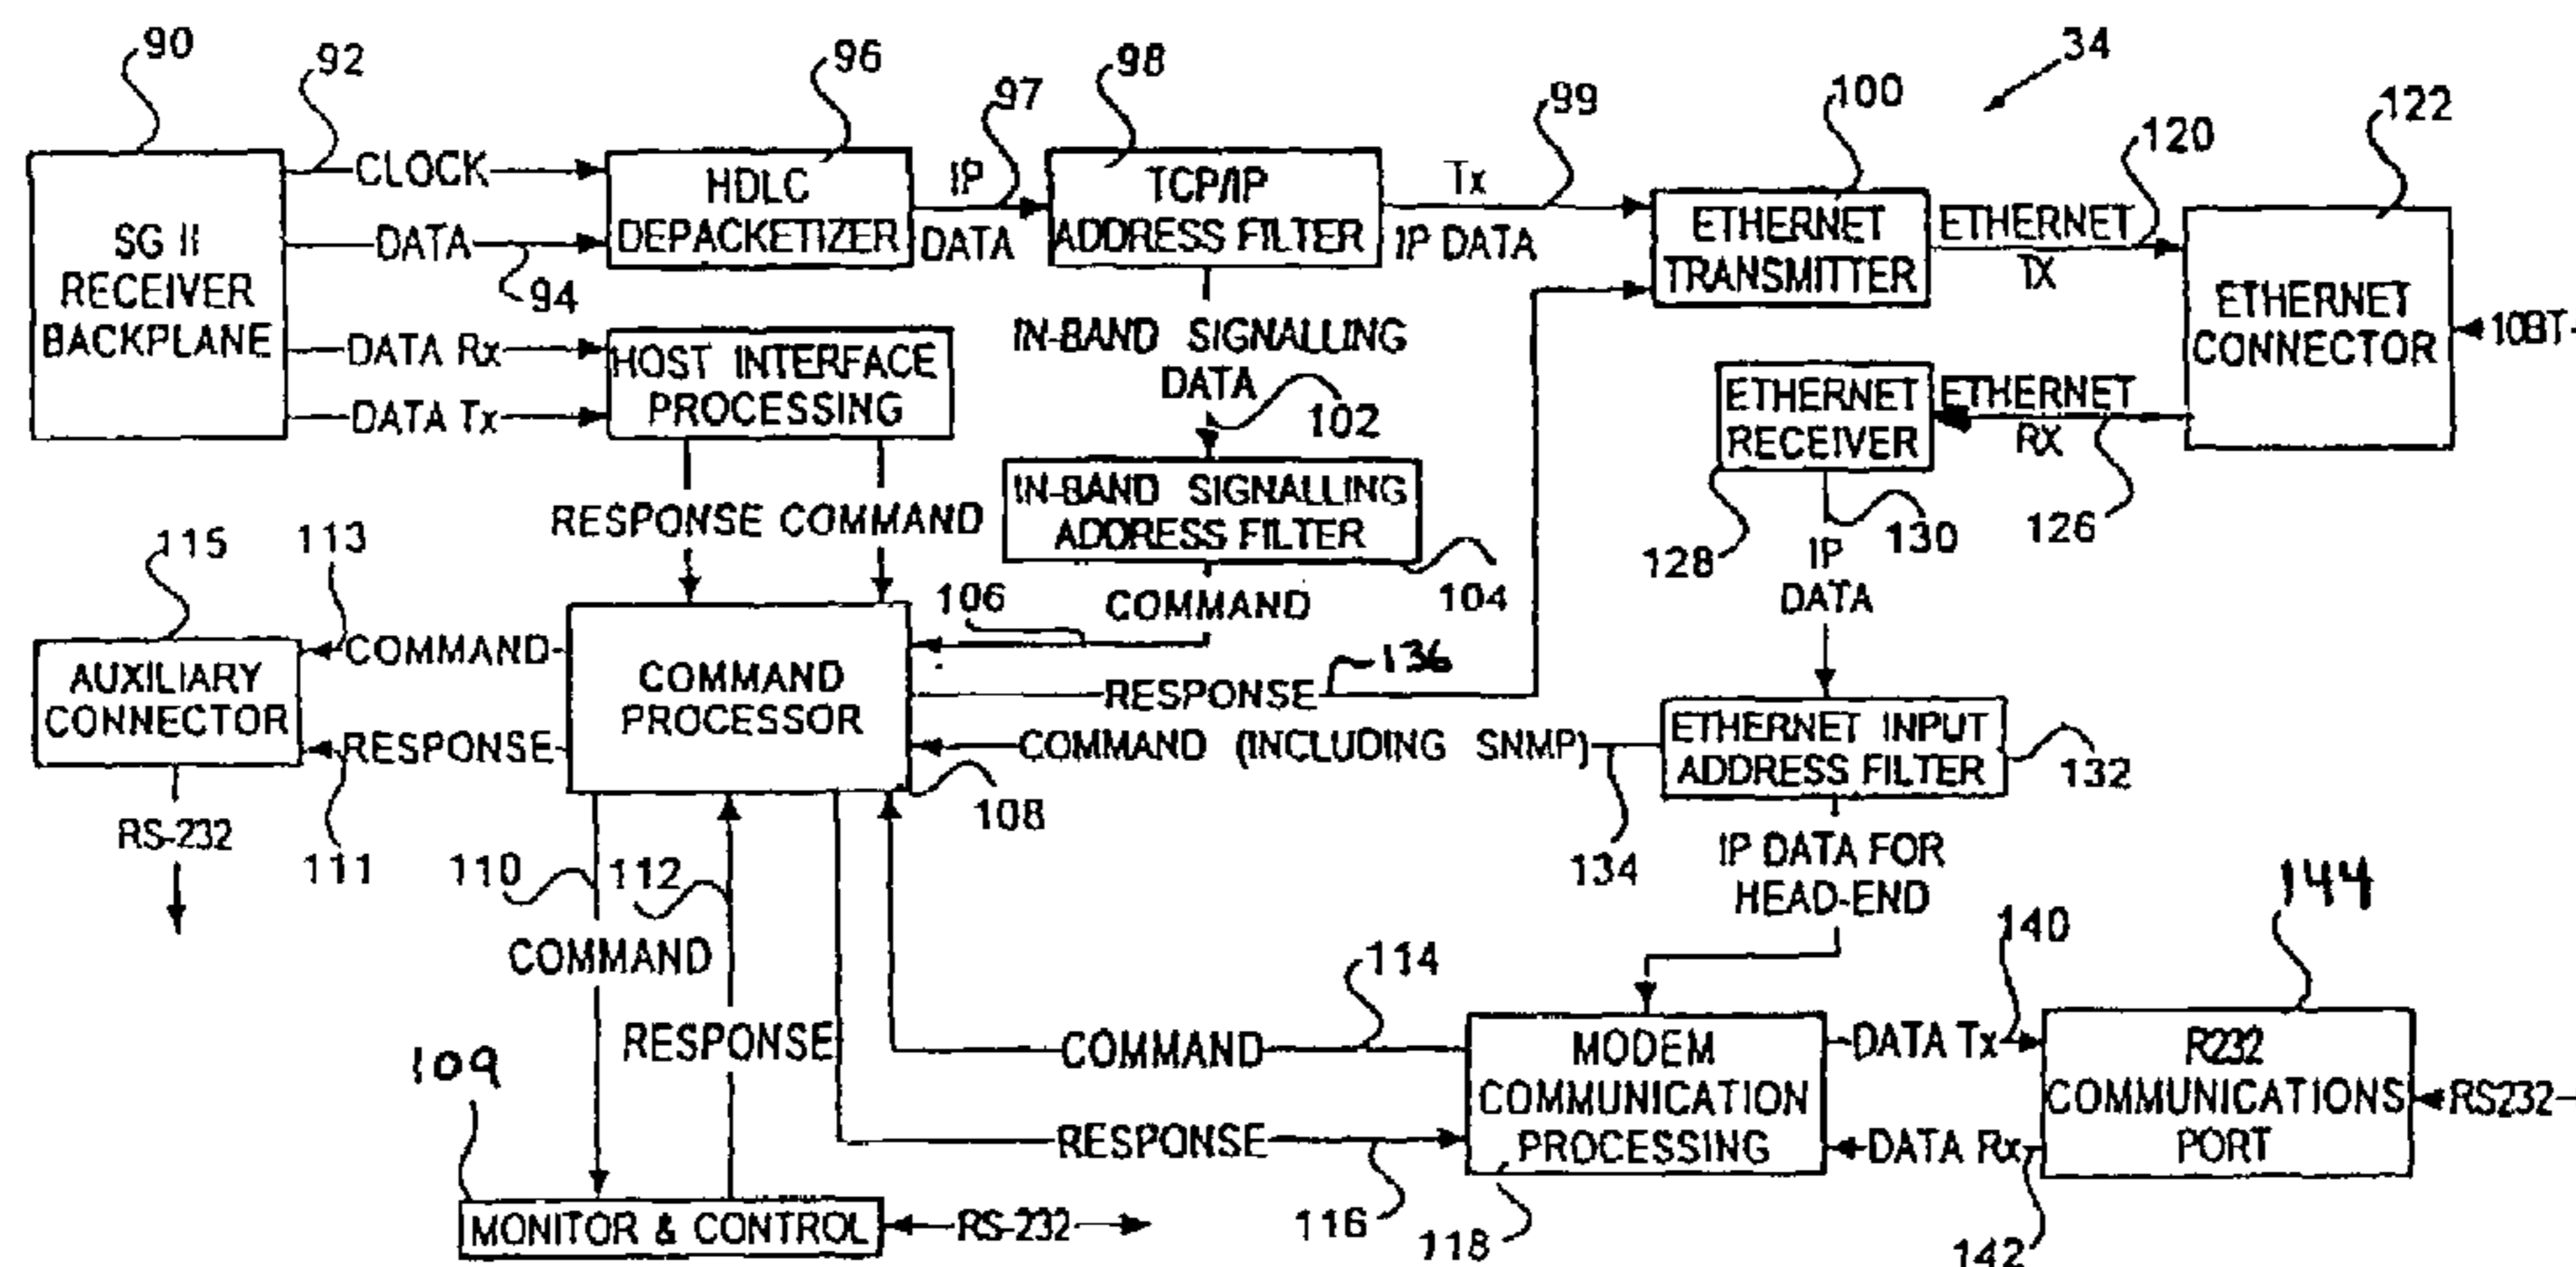 90
92
96
97
98
99
100
34
120
122
SG II
RECEIVER
BACKPLANE
CLOCK
DATA
94
DATA Rx
DATA Tx
HDLC
DEPACKETIZER
IP
DATA
TCP/IP
ADDRESS FILTER
Tx
IP DATA
ETHERNET
TRANSMITTER
ETHERNET
TX
ETHERNET
CONNECTOR
10BT
HOST INTERFACE
PROCESSING
IN-BAND SIGNALLING
DATA
102
ETHERNET
RECEIVER
ETHERNET
RX
RESPONSE
COMMAND
IN-BAND SIGNALLING
ADDRESS FILTER
104
128
130
126
IP
DATA
115
113
COMMAND
AUXILIARY
CONNECTOR
RESPONSE
111
RS-232
COMMAND
PROCESSOR
108
106
COMMAND
136
RESPONSE
COMMAND (INCLUDING SNMP)
134
ETHERNET INPUT
ADDRESS FILTER
132
IP DATA FOR
HEAD-END
110
112
COMMAND
RESPONSE
109
MONITOR & CONTROL
RS-232
114
COMMAND
RESPONSE
116
118
MODEM
COMMUNICATION
PROCESSING
140
DATA Tx
DATA Rx
142
144
R232
COMMUNICATIONS
PORT
RS232